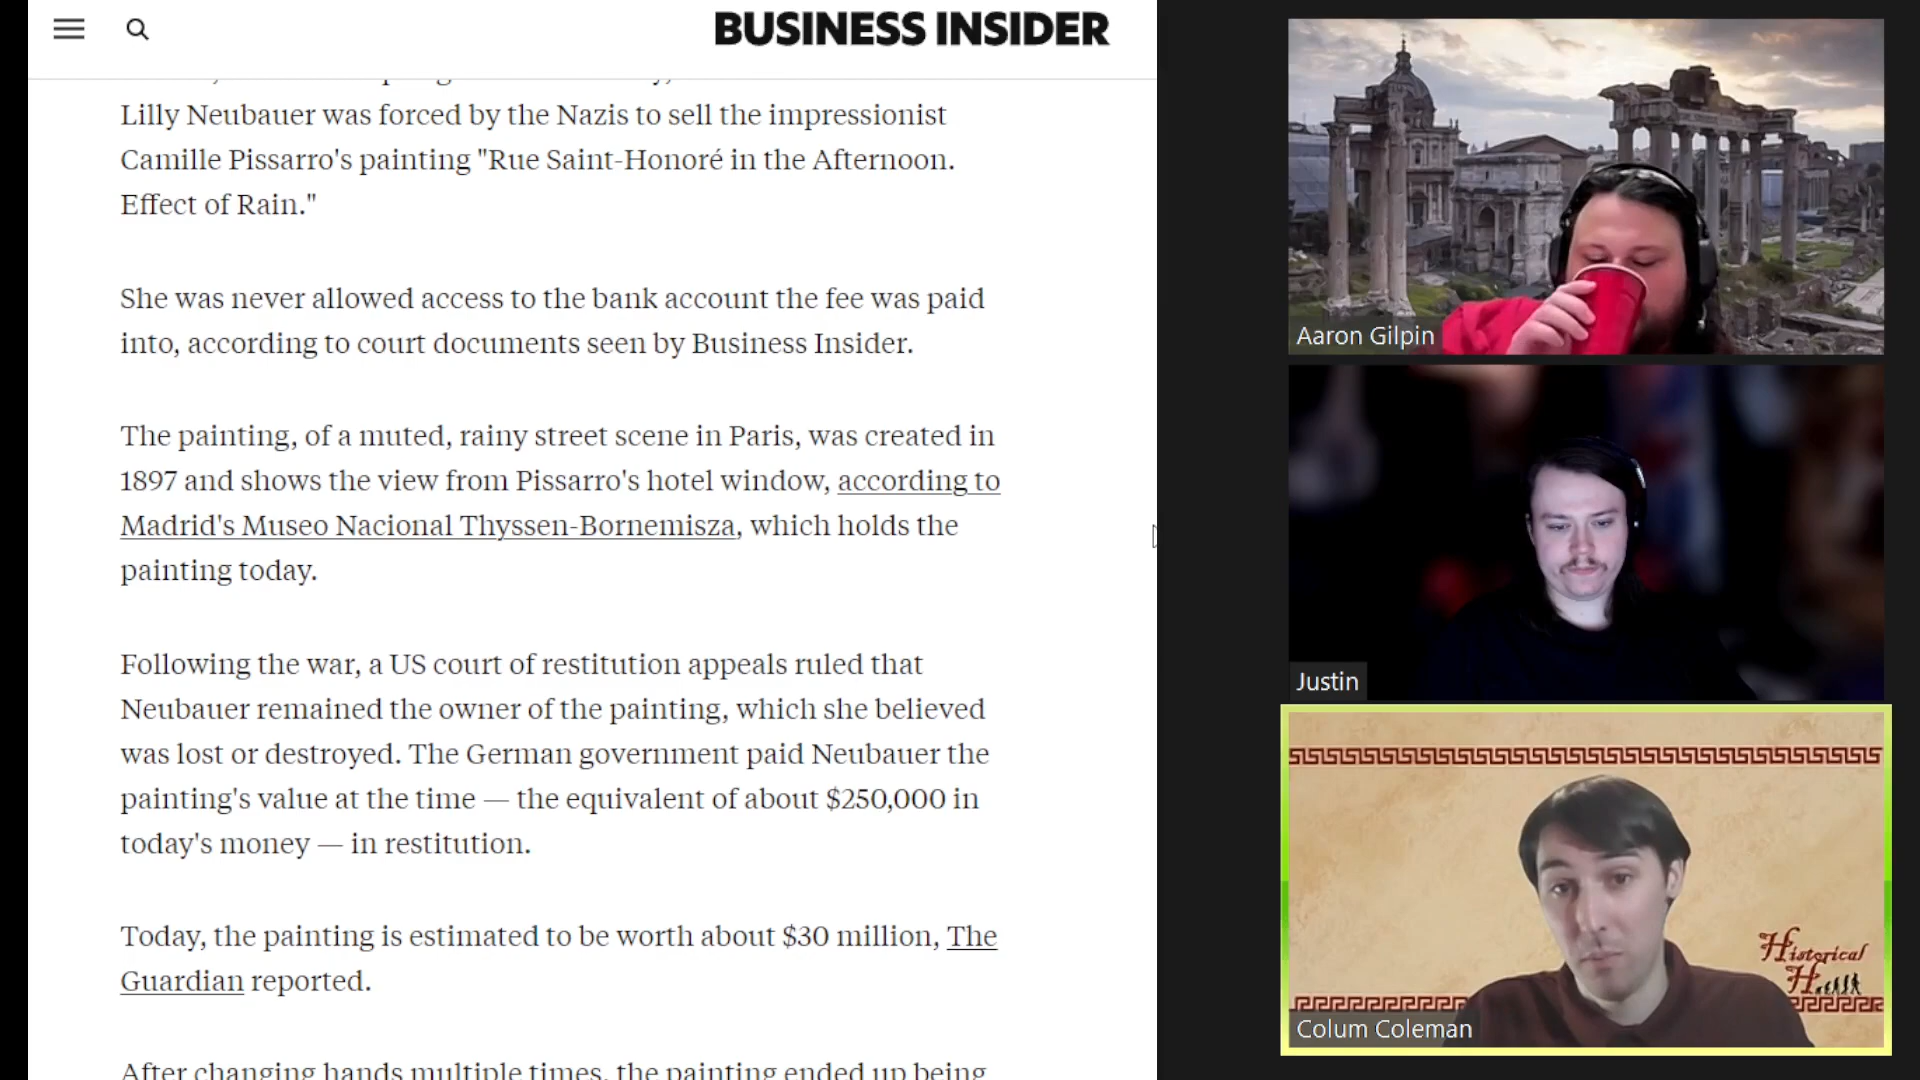 BUSINESS INSIDER
Lilly Neubauer was forced by the Nazis to sell the impressionist
Camille Pissarro's painting "Rue Saint-Honoré in the Afternoon.
Effect of Rain."
She was never allowed access to the bank account the fee was paid
into, according to court documents seen by Business Insider.
The painting, of a muted, rainy street scene in Paris, was created in
1897 and shows the view from Pissarro's hotel window, according to
Madrid's Museo Nacional Thyssen-Bornemisza, which holds the
painting today.
Following the war, a US court of restitution appeals ruled that
Neubauer remained the owner of the painting, which she believed
was lost or destroyed. The German government paid Neubauer the
painting's value at the time — the equivalent of about $250,000 in
today's money — in restitution.
Today, the painting is estimated to be worth about $30 million, The
Guardian reported.
After changing hands multiple times, the painting ended up being
Aaron Gilpin
Justin
Historical
Colum Coleman